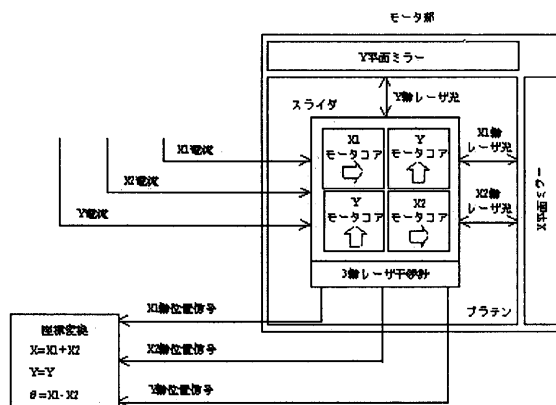 モータ部
Y平面ミラー
スライダ
Y軸レーザ光
X1
モータコア
Y
モータコア
X1軸
レーザ光
X1電流
X2電流
Y電流
Y
モータコア
X2
モータコア
X2軸
レーザ光
X平面ミラー
3軸レーザ干渉計
プラテン
X1軸位置信号
座標変換
X=X1+X2
Y=Y
θ=X1-X2
X2軸位置信号
Y軸位置信号